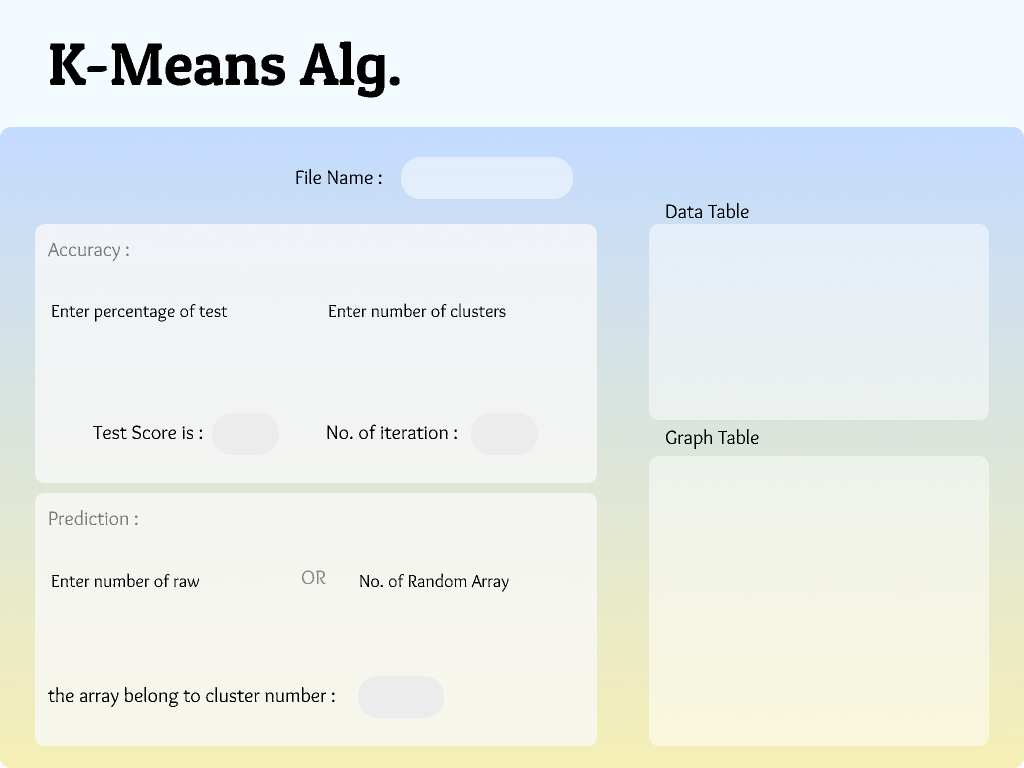 K-Means Alg.
File Name :
Data Table
Accuracy :
Enter percentage of test
Enter number of clusters
Test Score is :
No. of iteration :
Graph Table
Prediction :
Enter number of raw
OR
No. of Random Array
the array belong to cluster number :